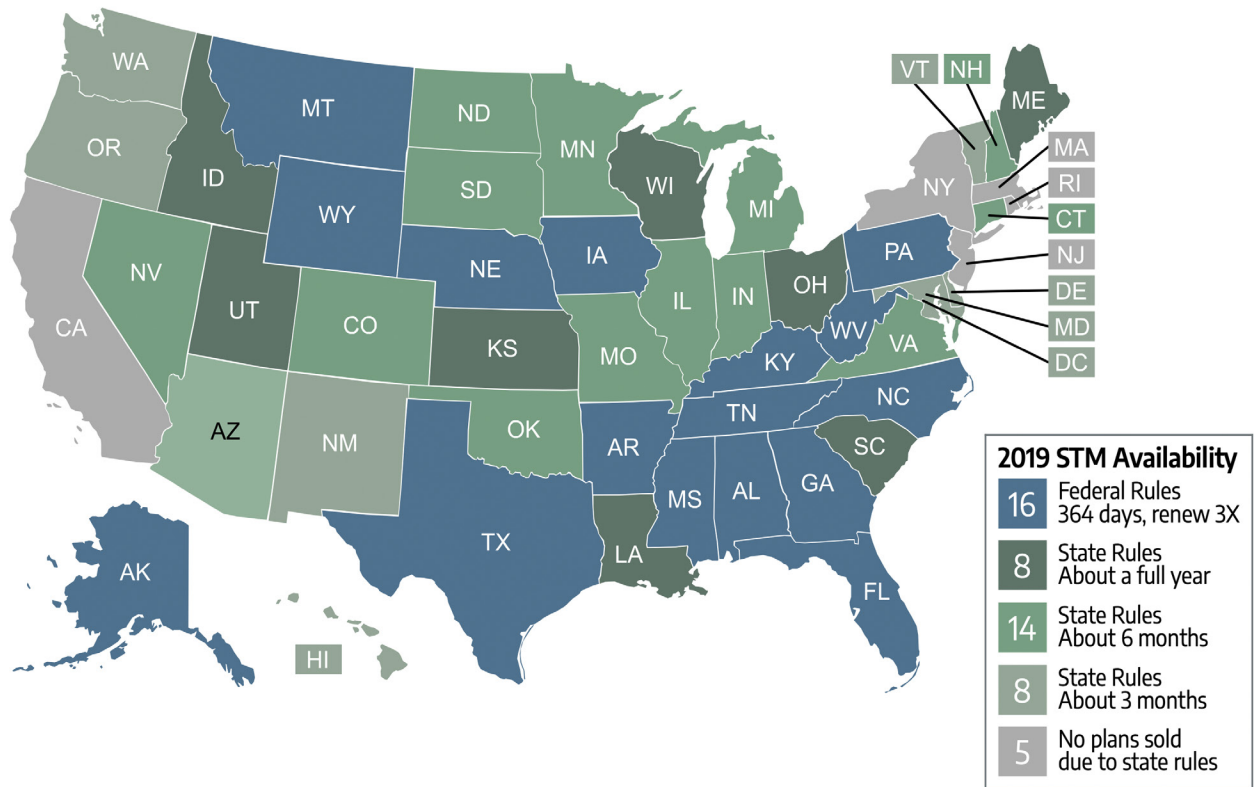 WA
MT
ND
MN
VT
NH
ME
OR
ID
SD
WI
MI
NY
MA
RI
CT
WY
NJ
NV
NE
IA
PA
DE
CA
UT
CO
KS
MO
IL
IN
OH
WV
VA
MD
DC
KY
AZ
NM
OK
AR
TN
NC
SC
MS
AL
GA
TX
LA
FL
AK
HI
2019 STM Availability
16
Federal Rules
364 days, renew 3X
8
State Rules
About a full year
14
State Rules
About 6 months
8
State Rules
About 3 months
5
No plans sold
due to state rules